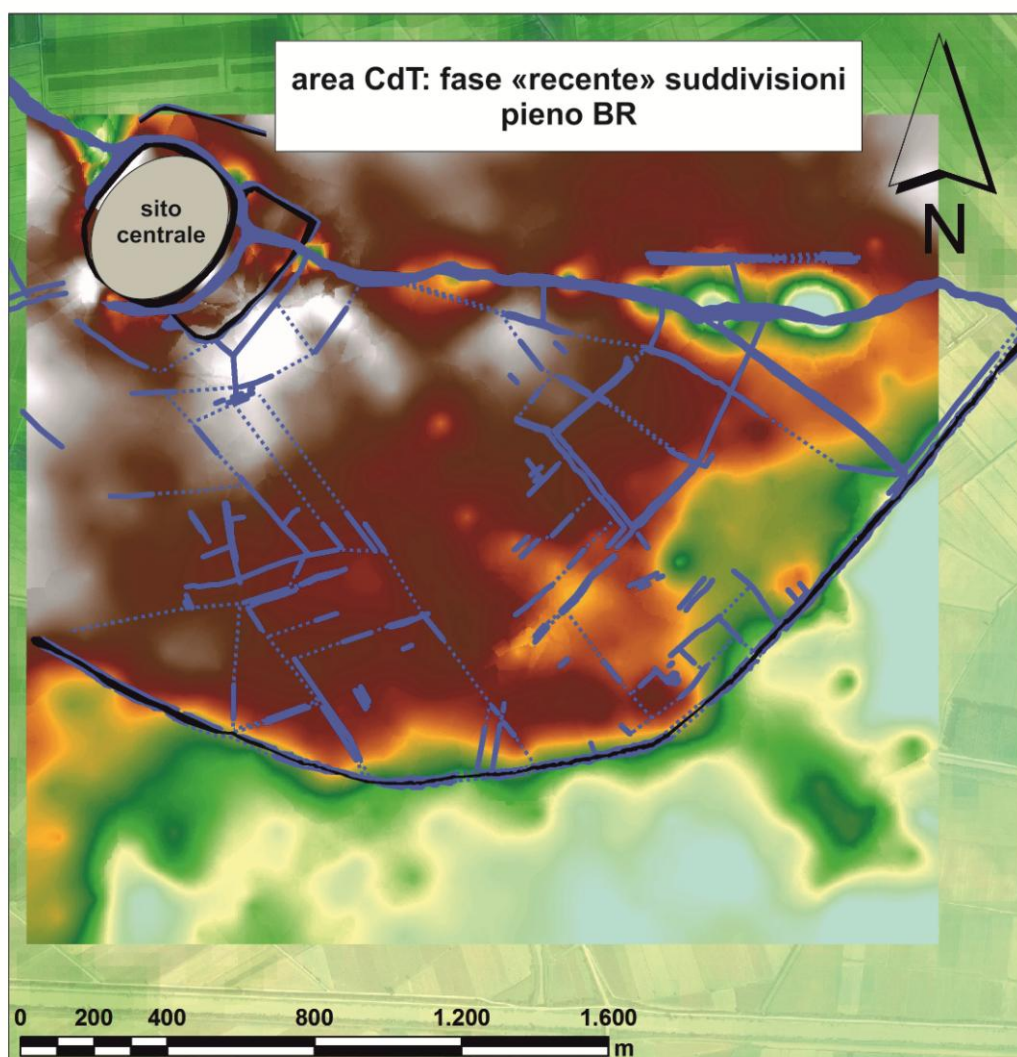 area CdT: fase «recente» suddivisioni
pieno BR
N
sito
centrale
0 200 400 800 1.200 1.600
m